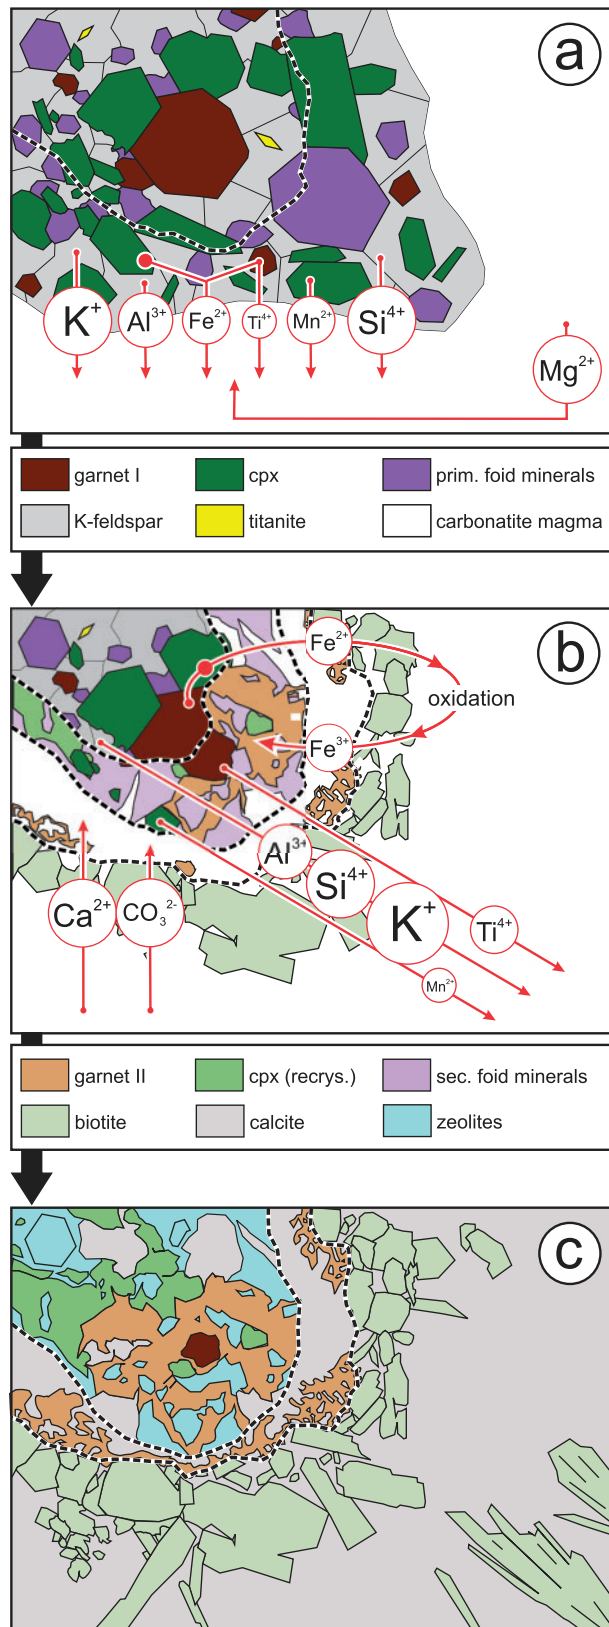 a
K+ Al3+ Fe2+ Ti4+ Mn2+ Si4+
Mg2+
garnet I cpx prim. foid minerals
K-feldspar titanite carbonatite magma
b
Fe2+
oxidation
Fe3+
Al3+
Si4+
Ca2+ CO32- K+ Ti4+
Mn2+
garnet II cpx (recrys.) sec. foid minerals
biotite calcite zeolites
c